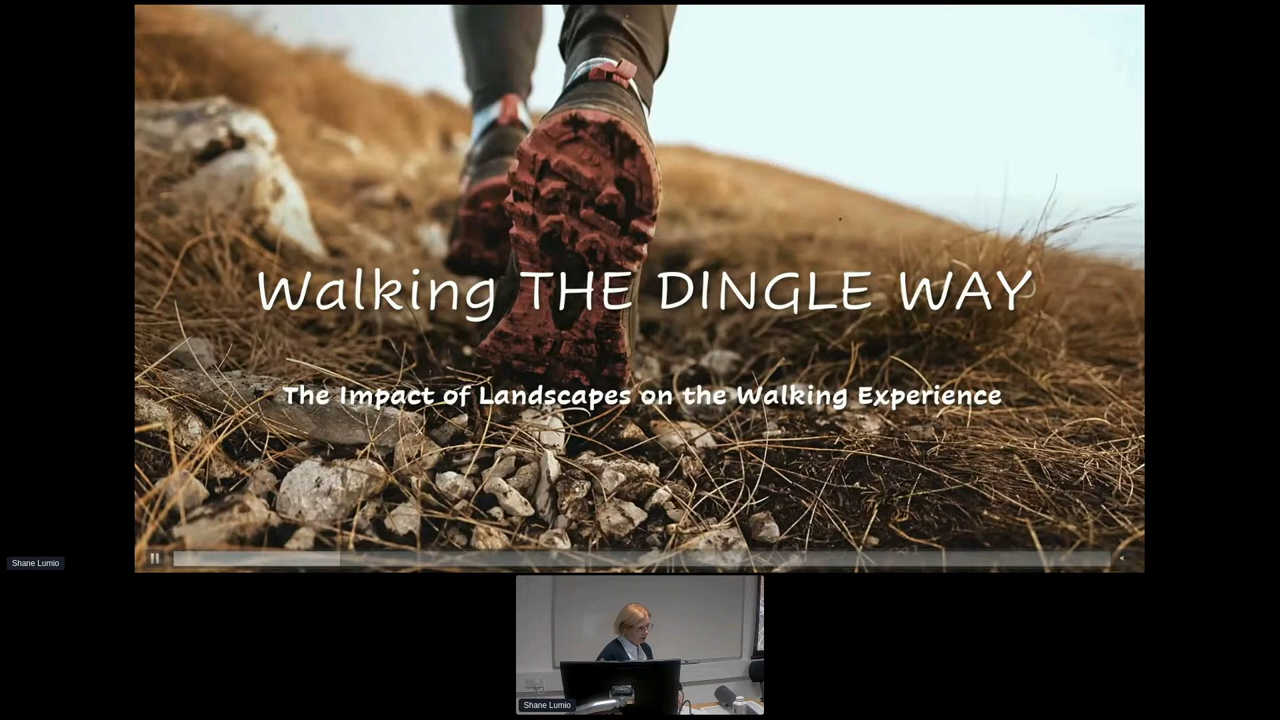 Walking THE DINGLE WAY
The Impact of Landscapes on the Walking Experience
Shane Lumio
Shane Lumio